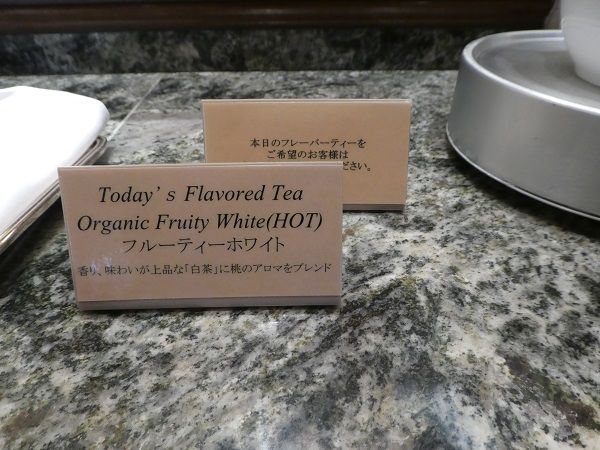 本日のフレーバーティーを
ご希望のお客様は
ださい。
Today's Flavored Tea
Organic Fruity White(HOT)
フルーティーホワイト
香り、味わいが上品な「白茶」に桃のアロマをブレンド